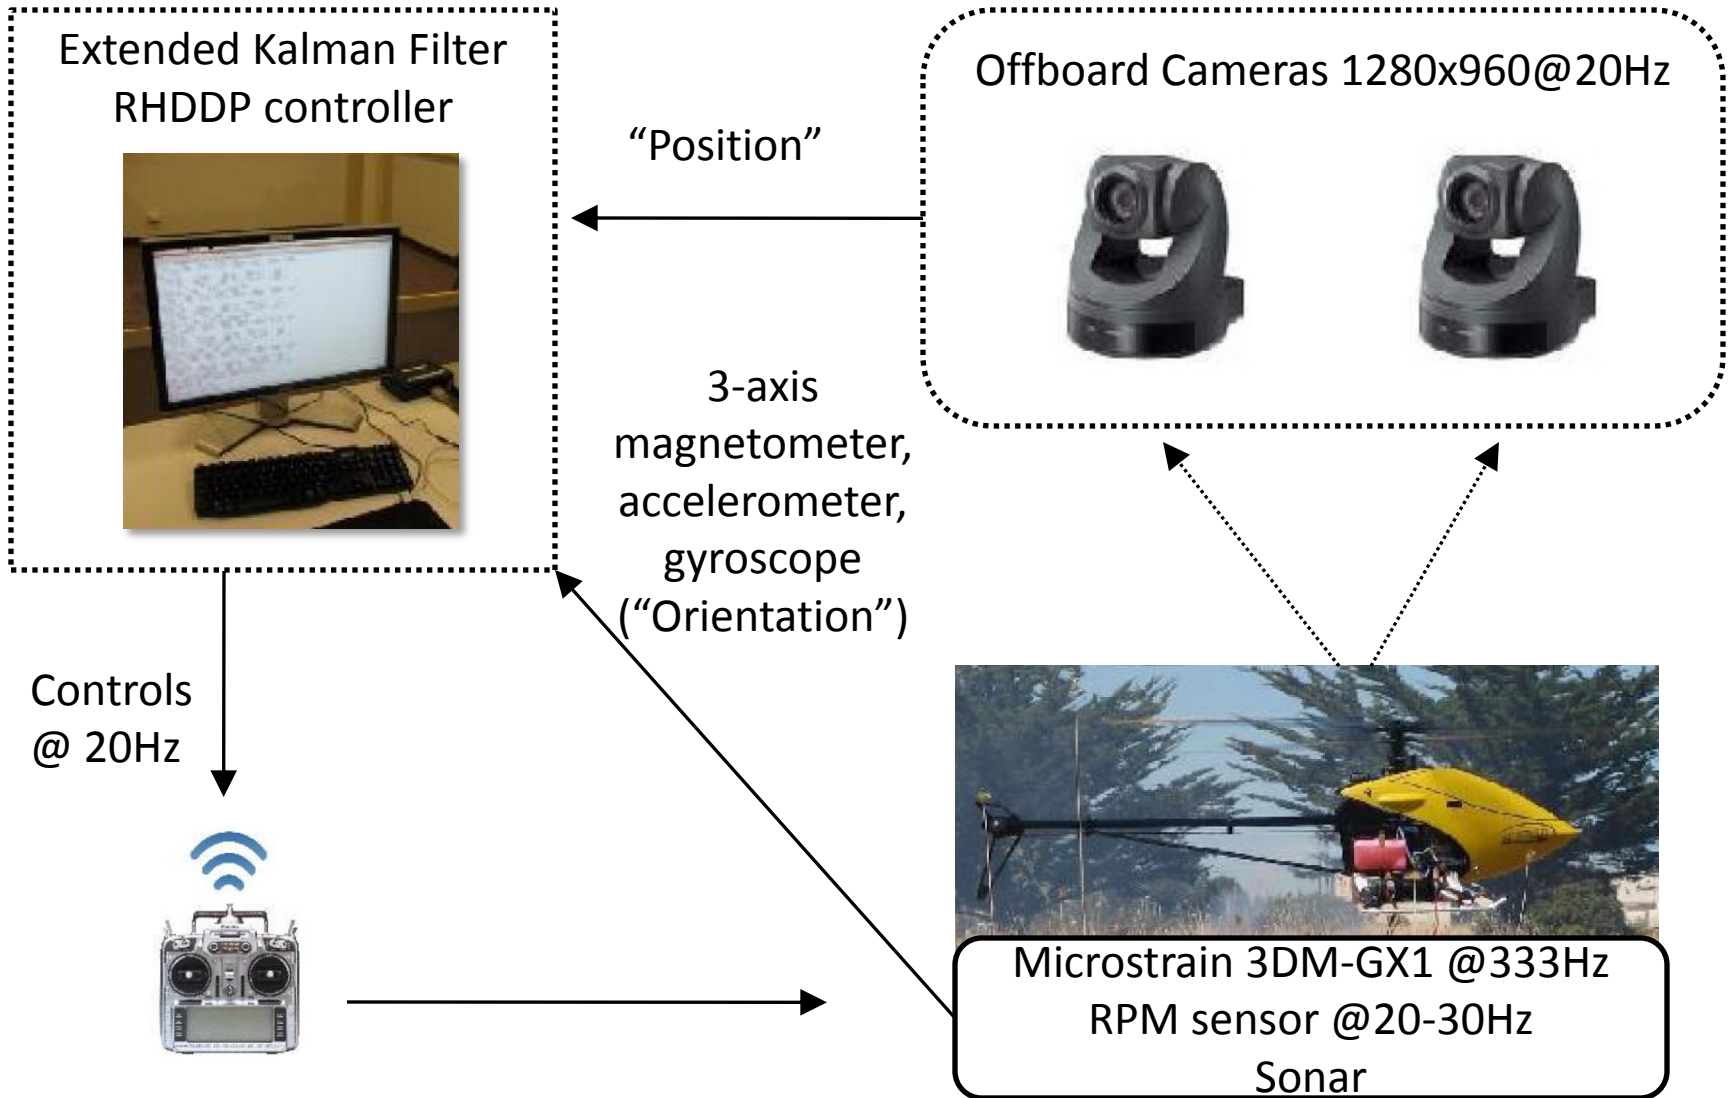 Extended Kalman Filter
RHDDP controller
Offboard Cameras 1280x960@20Hz
“Position”
3-axis
magnetometer,
accelerometer,
gyroscope
(“Orientation”)
Controls
@ 20Hz
Microstrain 3DM-GX1 @333Hz
RPM sensor @20-30Hz
Sonar